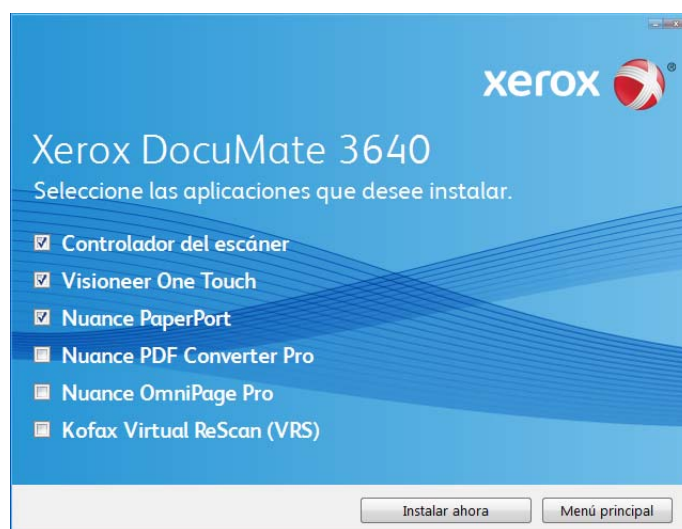 xerox ®
Xerox DocuMate 3640
Seleccione las aplicaciones que desee instalar.
Controlador del escáner
Visioneer One Touch
Nuance PaperPort
Nuance PDF Converter Pro
Nuance OmniPage Pro
Kofax Virtual ReScan (VRS)
Instalar ahora Menú principal